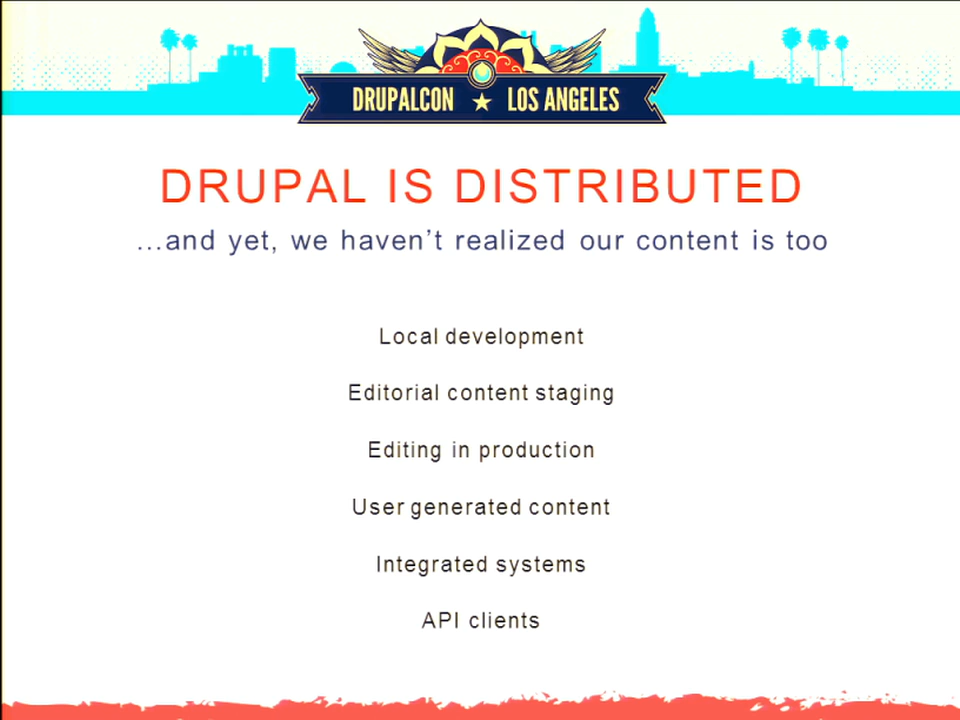 DRUPALCON ★ LOS ANGELES
DRUPAL IS DISTRIBUTED
...and yet, we haven't realized our content is too
Local development
Editorial content staging
Editing in production
User generated content
Integrated systems
API clients